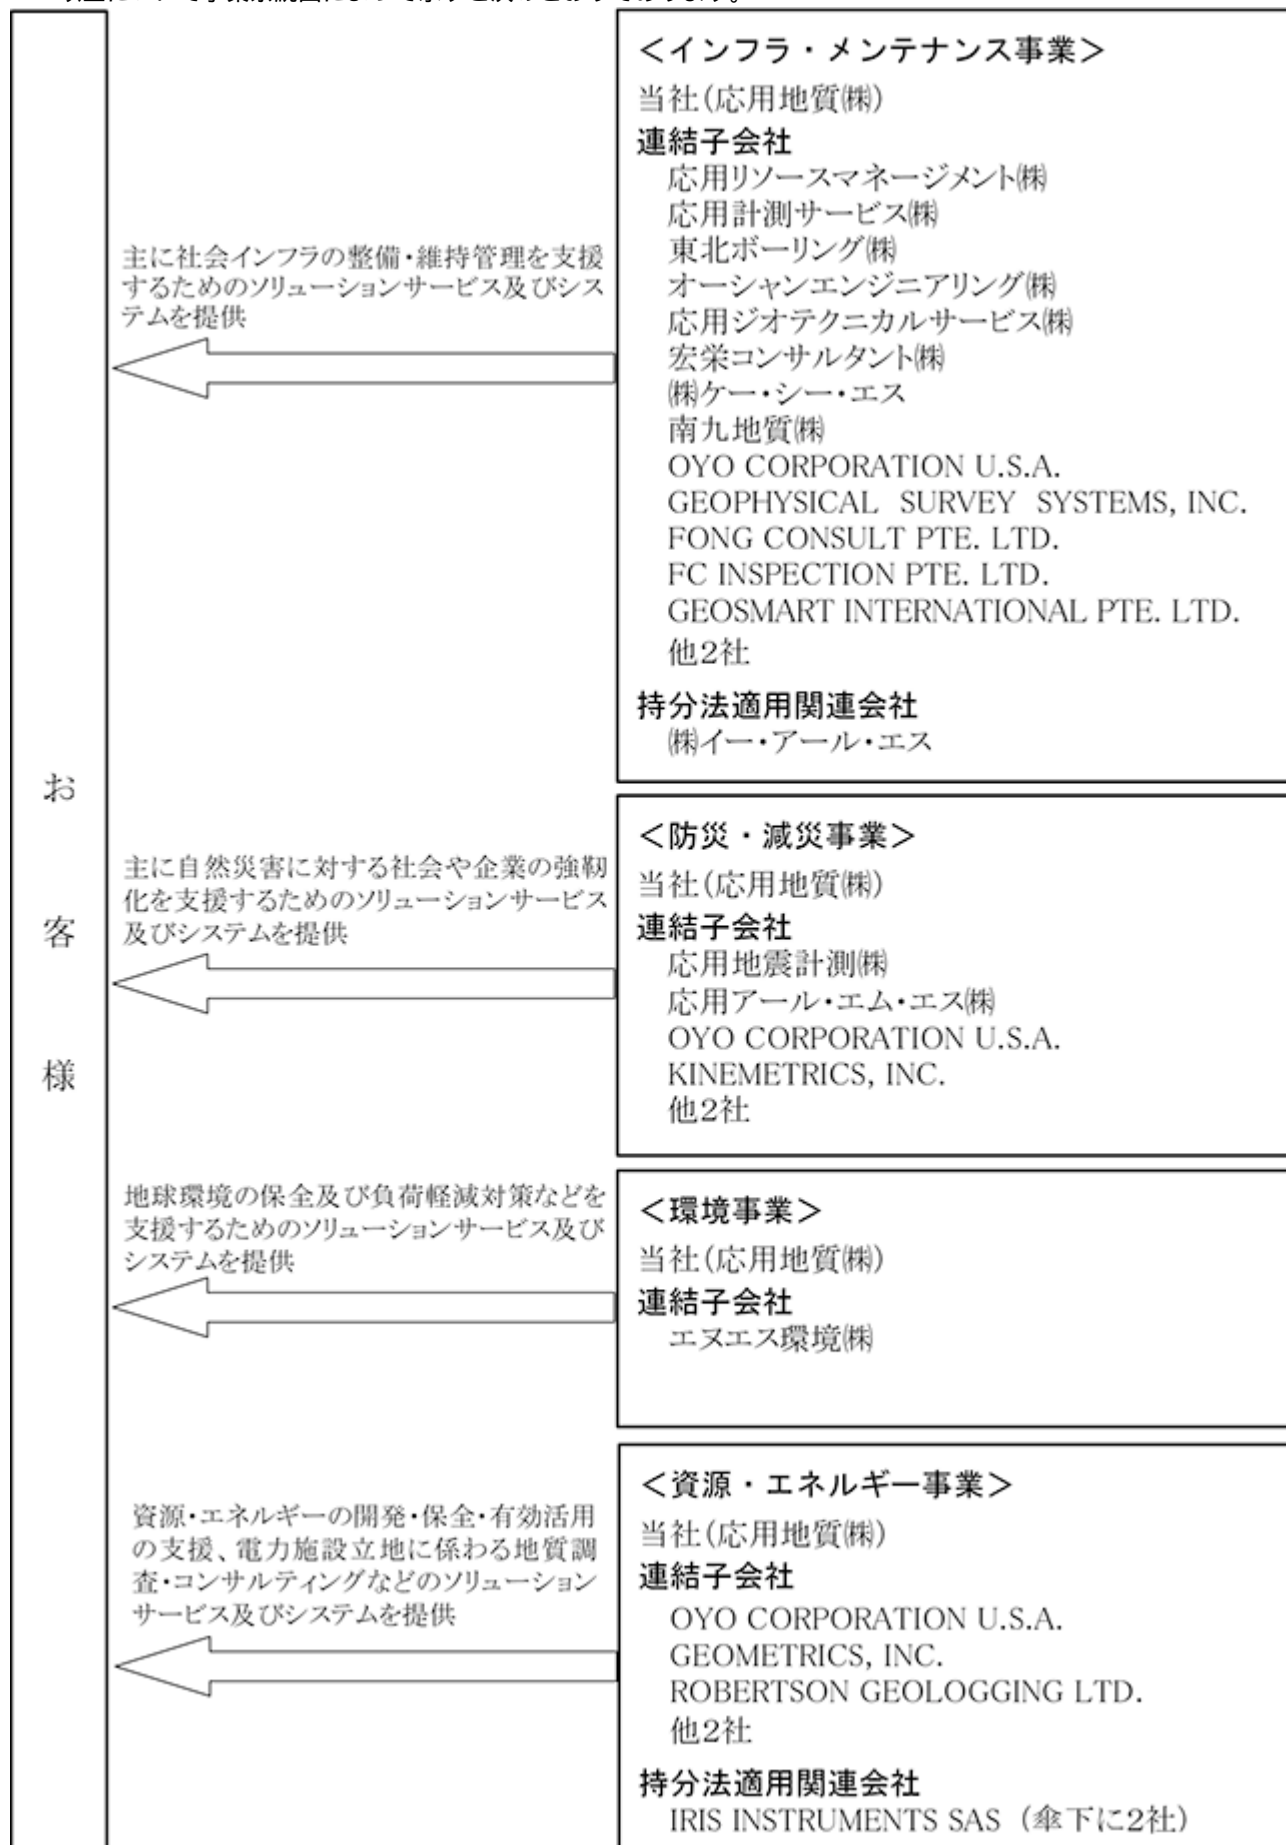 ＜インフラ・メンテナンス事業＞
当社(応用地質㈱)
連結子会社
応用リソースマネージメント㈱
応用計測サービス㈱
東北ボーリング㈱
オーシャンエンジニアリング㈱
応用ジオテクニカルサービス㈱
宏栄コンサルタント㈱
㈱ケー・シー・エス
南九地質㈱
OYO CORPORATION U.S.A.
GEOPHYSICAL SURVEY SYSTEMS, INC.
FONG CONSULT PTE. LTD.
FC INSPECTION PTE. LTD.
GEOSMART INTERNATIONAL PTE. LTD.
他2社
持分法適用関連会社
㈱イー・アール・エス
主に社会インフラの整備・維持管理を支援
するためのソリューションサービス及びシス
テムを提供
お
客
様
＜防災・減災事業＞
当社(応用地質㈱)
連結子会社
応用地震計測㈱
応用アール・エム・エス㈱
OYO CORPORATION U.S.A.
KINEMETRICS, INC.
他2社
主に自然災害に対する社会や企業の強靭
化を支援するためのソリューションサービス
及びシステムを提供
＜環境事業＞
当社(応用地質㈱)
連結子会社
エヌエス環境㈱
地球環境の保全及び負荷軽減対策などを
支援するためのソリューションサービス及び
システムを提供
＜資源・エネルギー事業＞
当社(応用地質㈱)
連結子会社
OYO CORPORATION U.S.A.
GEOMETRICS, INC.
ROBERTSON GEOLOGGING LTD.
他2社
持分法適用関連会社
IRIS INSTRUMENTS SAS（傘下に2社）
資源・エネルギーの開発・保全・有効活用
の支援、電力施設立地に係わる地質調
査・コンサルティングなどのソリューション
サービス及びシステムを提供